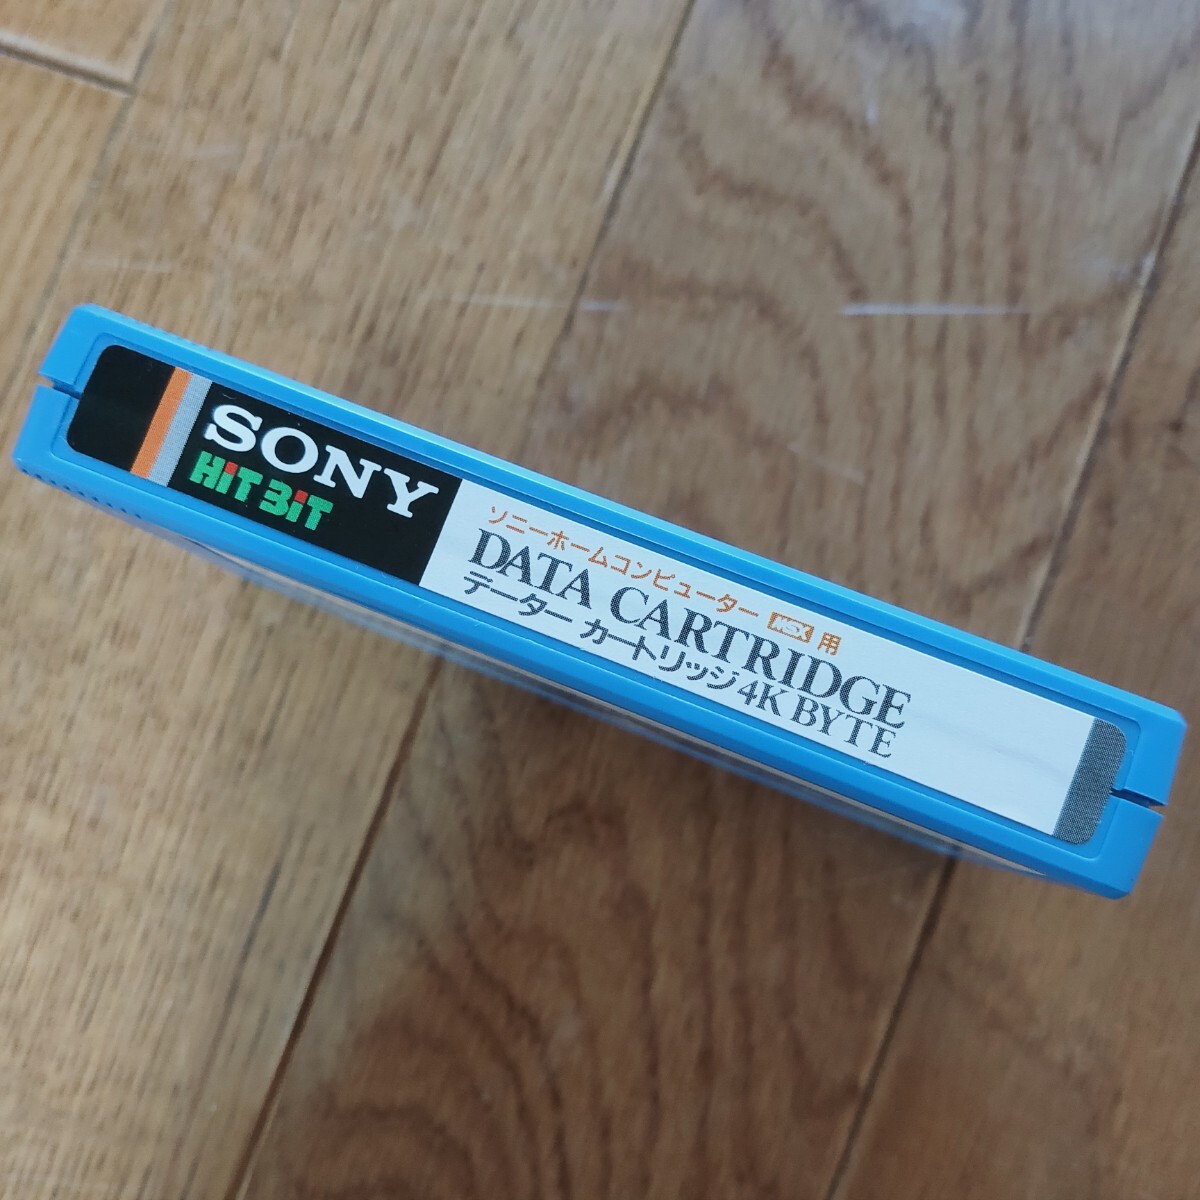 SONY
HiT BiT
ソニーホームコンピューター MSX 用
DATA CARTRIDGE
データー カートリッジ 4K BYTE